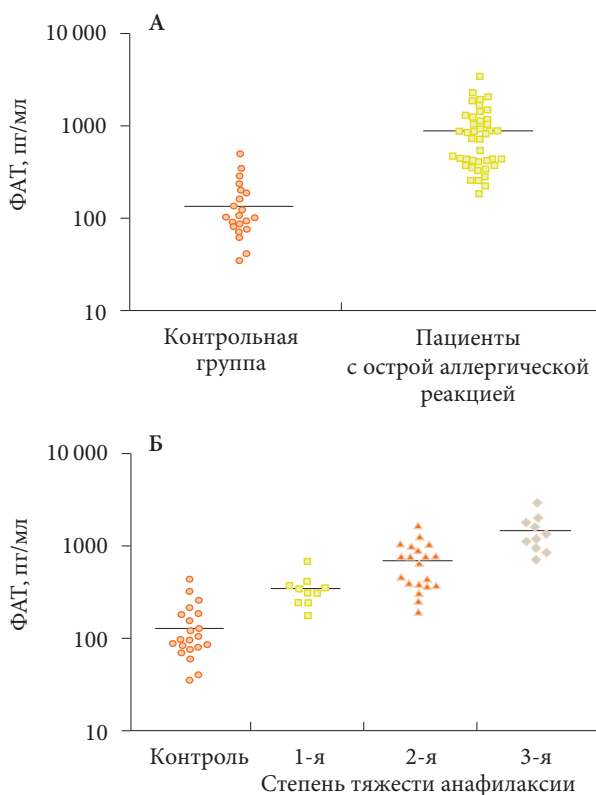 А
10 000
1000
100
10
ФАТ, пг/мл
Контрольная
группа
Пациенты
с острой аллергической
реакцией
Б
10 000
1000
100
10
ФАТ, пг/мл
Контроль
1-я
2-я
3-я
Степень тяжести анафилаксии